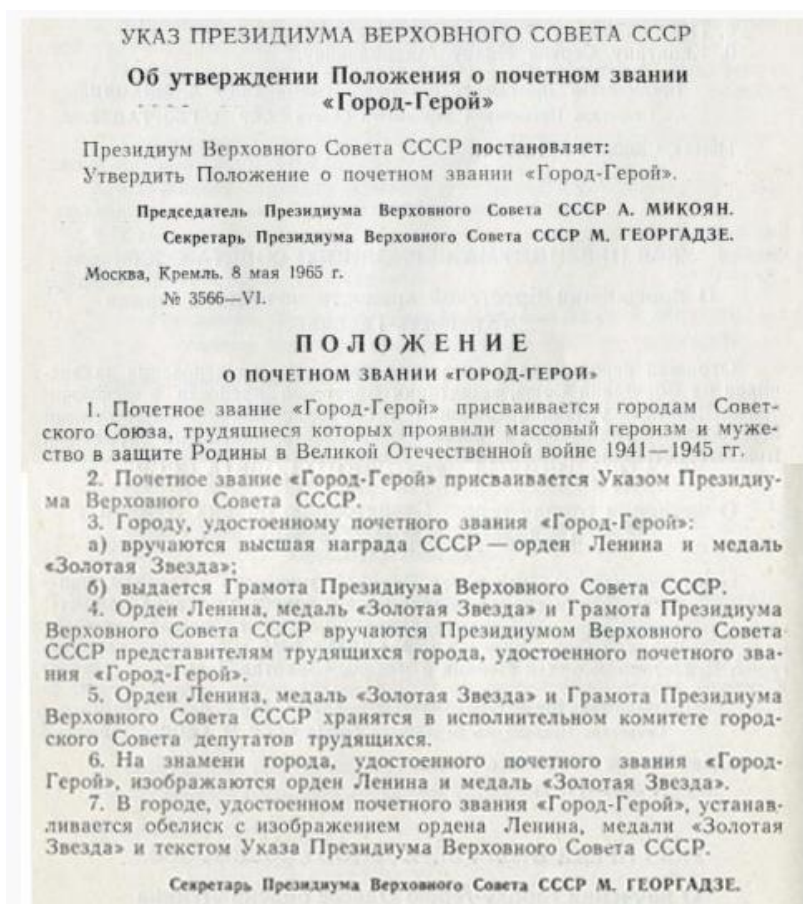 УКАЗ ПРЕЗИДИУМА ВЕРХОВНОГО СОВЕТА СССР
Об утверждении Положения о почетном звании
«Город-Герой»
Президиум Верховного Совета СССР постановляет:
Утвердить Положение о почетном звании «Город-Герой».
Председатель Президиума Верховного Совета СССР А. МИКОЯН.
Секретарь Президиума Верховного Совета СССР М. ГЕОРГАДЗЕ.
Москва, Кремль. 8 мая 1965 г.
№ 3566—VI.
ПОЛОЖЕНИЕ
О ПОЧЕТНОМ ЗВАНИИ «ГОРОД-ГЕРОЙ»
1. Почетное звание «Город-Герой» присваивается городам Совет-
ского Союза, трудящиеся которых проявили массовый героизм и муже-
ство в защите Родины в Великой Отечественной войне 1941—1945 гг.
2. Почетное звание «Город-Герой» присваивается Указом Президиу-
ма Верховного Совета СССР.
3. Городу, удостоенному почетного звания «Город-Герой»:
а) вручаются высшая награда СССР — орден Ленина и медаль
«Золотая Звезда»;
б) выдается Грамота Президиума Верховного Совета СССР.
4. Орден Ленина, медаль «Золотая Звезда» и Грамота Президиума
Верховного Совета СССР вручаются Президиумом Верховного Совета
СССР представителям трудящихся города, удостоенного почетного зва-
ния «Город-Герой».
5. Орден Ленина, медаль «Золотая Звезда» и Грамота Президиума
Верховного Совета СССР хранятся в исполнительном комитете город-
ского Совета депутатов трудящихся.
6. На знамени города, удостоенного почетного звания «Город-
Герой», изображаются орден Ленина и медаль «Золотая Звезда».
7. В городе, удостоенном почетного звания «Город-Герой», устанав-
ливается обелиск с изображением ордена Ленина, медали «Золотая
Звезда» и текстом Указа Президиума Верховного Совета СССР.
Секретарь Президиума Верховного Совета СССР М. ГЕОРГАДЗЕ.